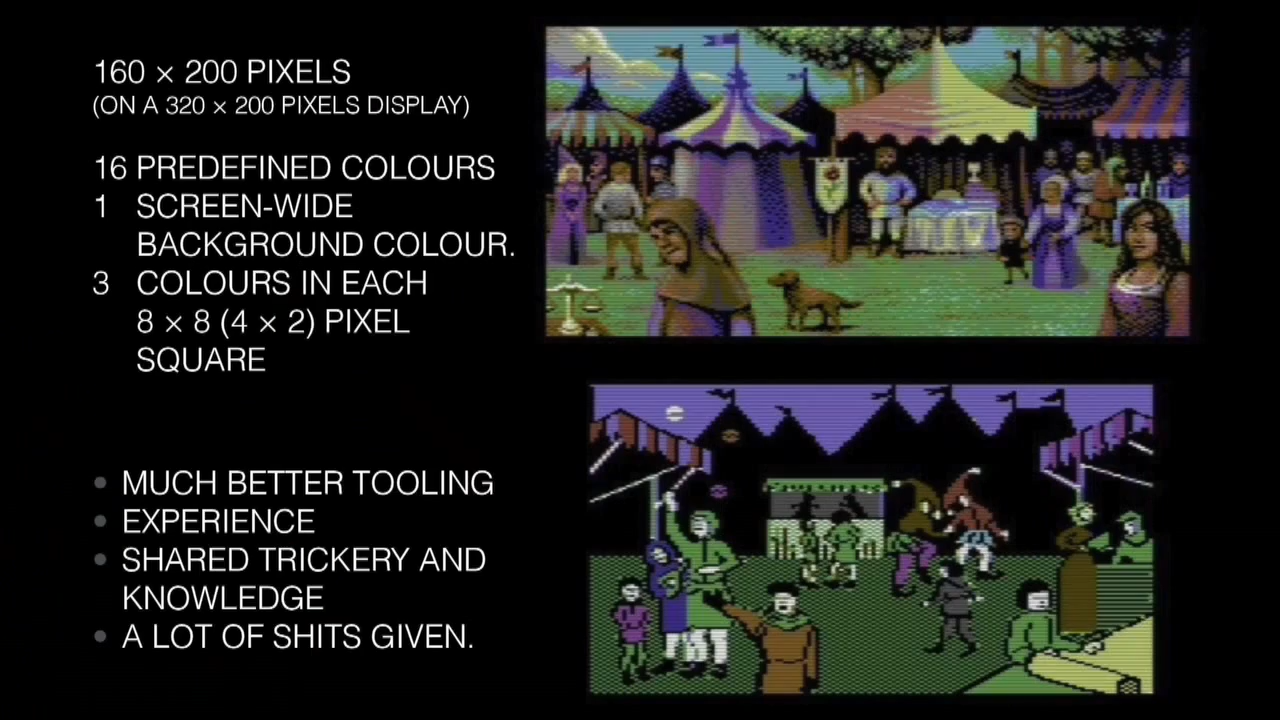 160 × 200 PIXELS
(ON A 320 × 200 PIXELS DISPLAY)
16 PREDEFINED COLOURS
1 SCREEN-WIDE
BACKGROUND COLOUR.
3 COLOURS IN EACH
8 × 8 (4 × 2) PIXEL
SQUARE
• MUCH BETTER TOOLING
• EXPERIENCE
• SHARED TRICKERY AND
KNOWLEDGE
• A LOT OF SHITS GIVEN.